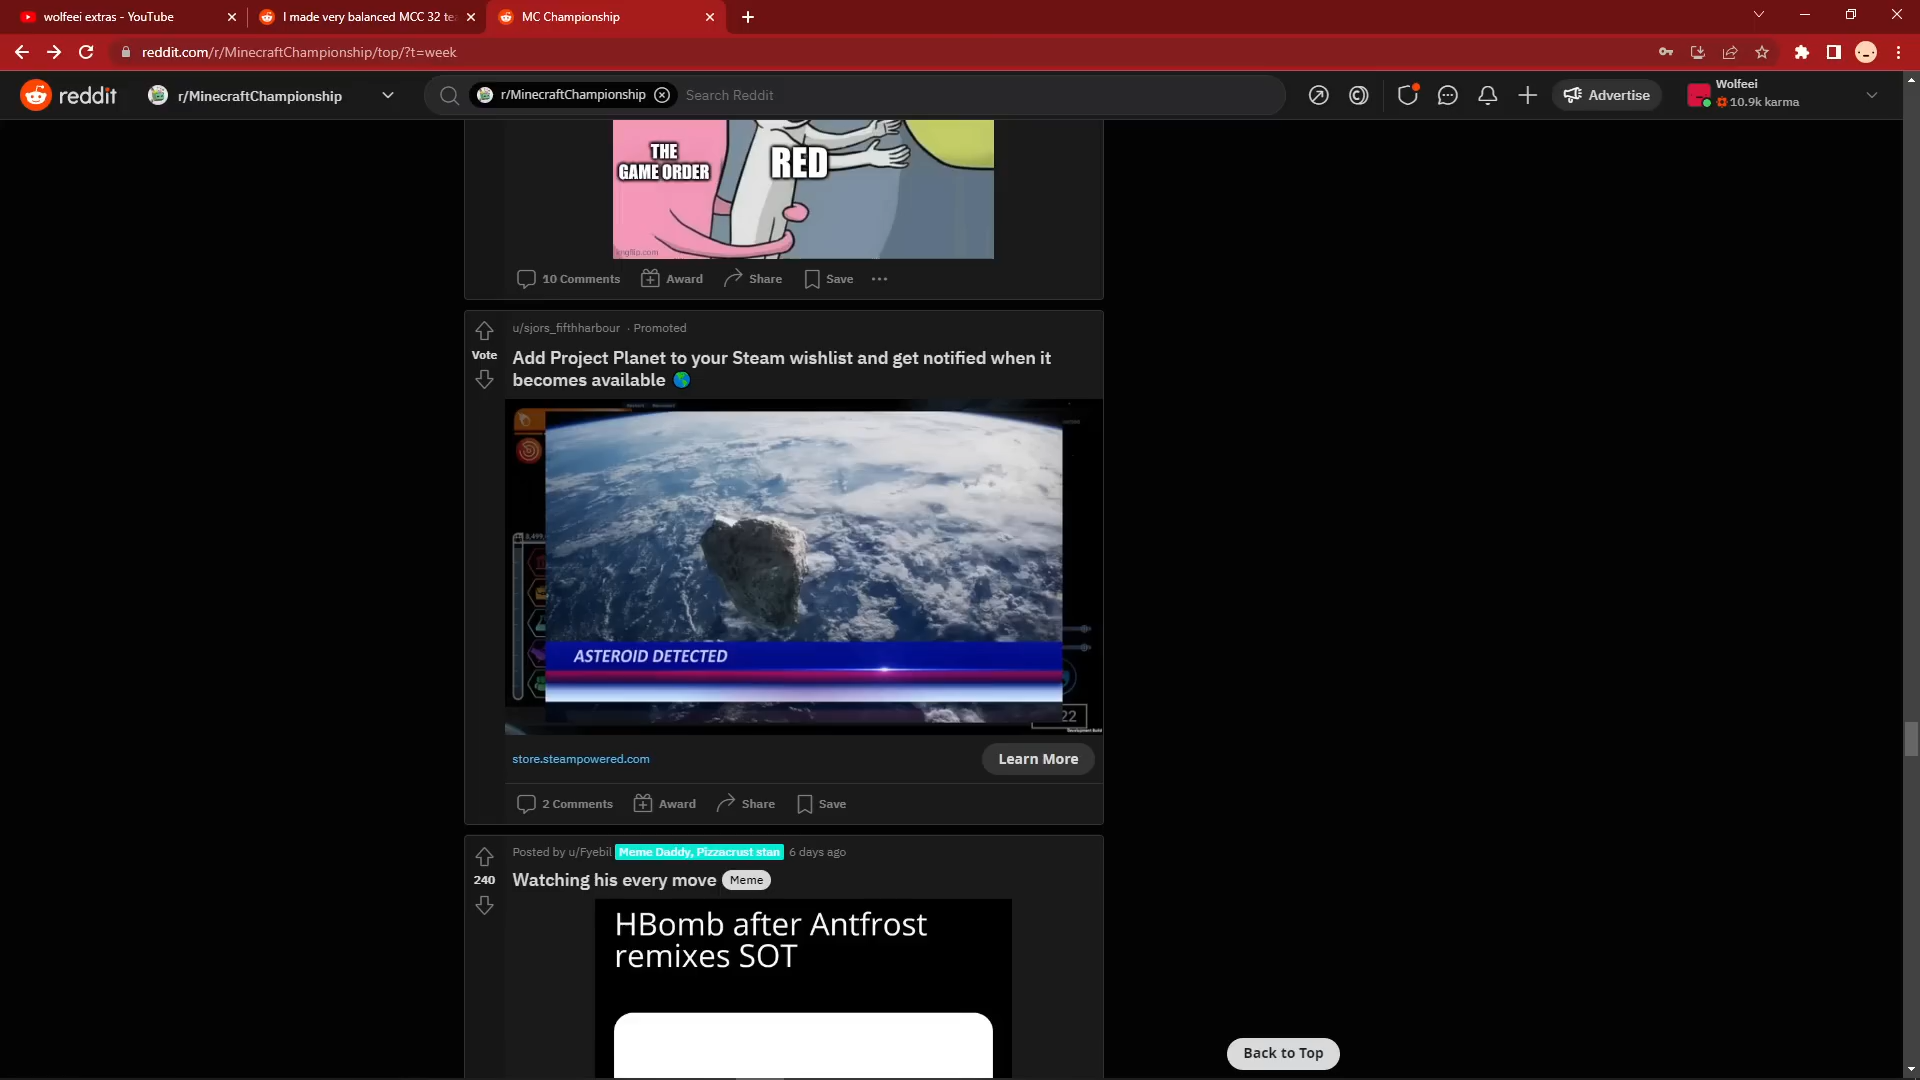 wolfeei extras - YouTube
I made very balanced MCC 32 te
MC Championship
reddit.com/r/MinecraftChampionship/top/?t=week
reddit
r/MinecraftChampionship
r/MinecraftChampionship
Search Reddit
Advertise
Wolfeei
10.9k karma
THE
GAME ORDER
RED
imgflip.com
10 Comments
Award
Share
Save
u/sjors_fifthharbour · Promoted
Vote
Add Project Planet to your Steam wishlist and get notified when it
becomes available
ASTEROID DETECTED
22
Development Build
store.steampowered.com
Learn More
2 Comments
Award
Share
Save
Posted by u/Fyebil Meme Daddy, Pizzacrust stan 6 days ago
240
Watching his every move Meme
HBomb after Antfrost
remixes SOT
Back to Top